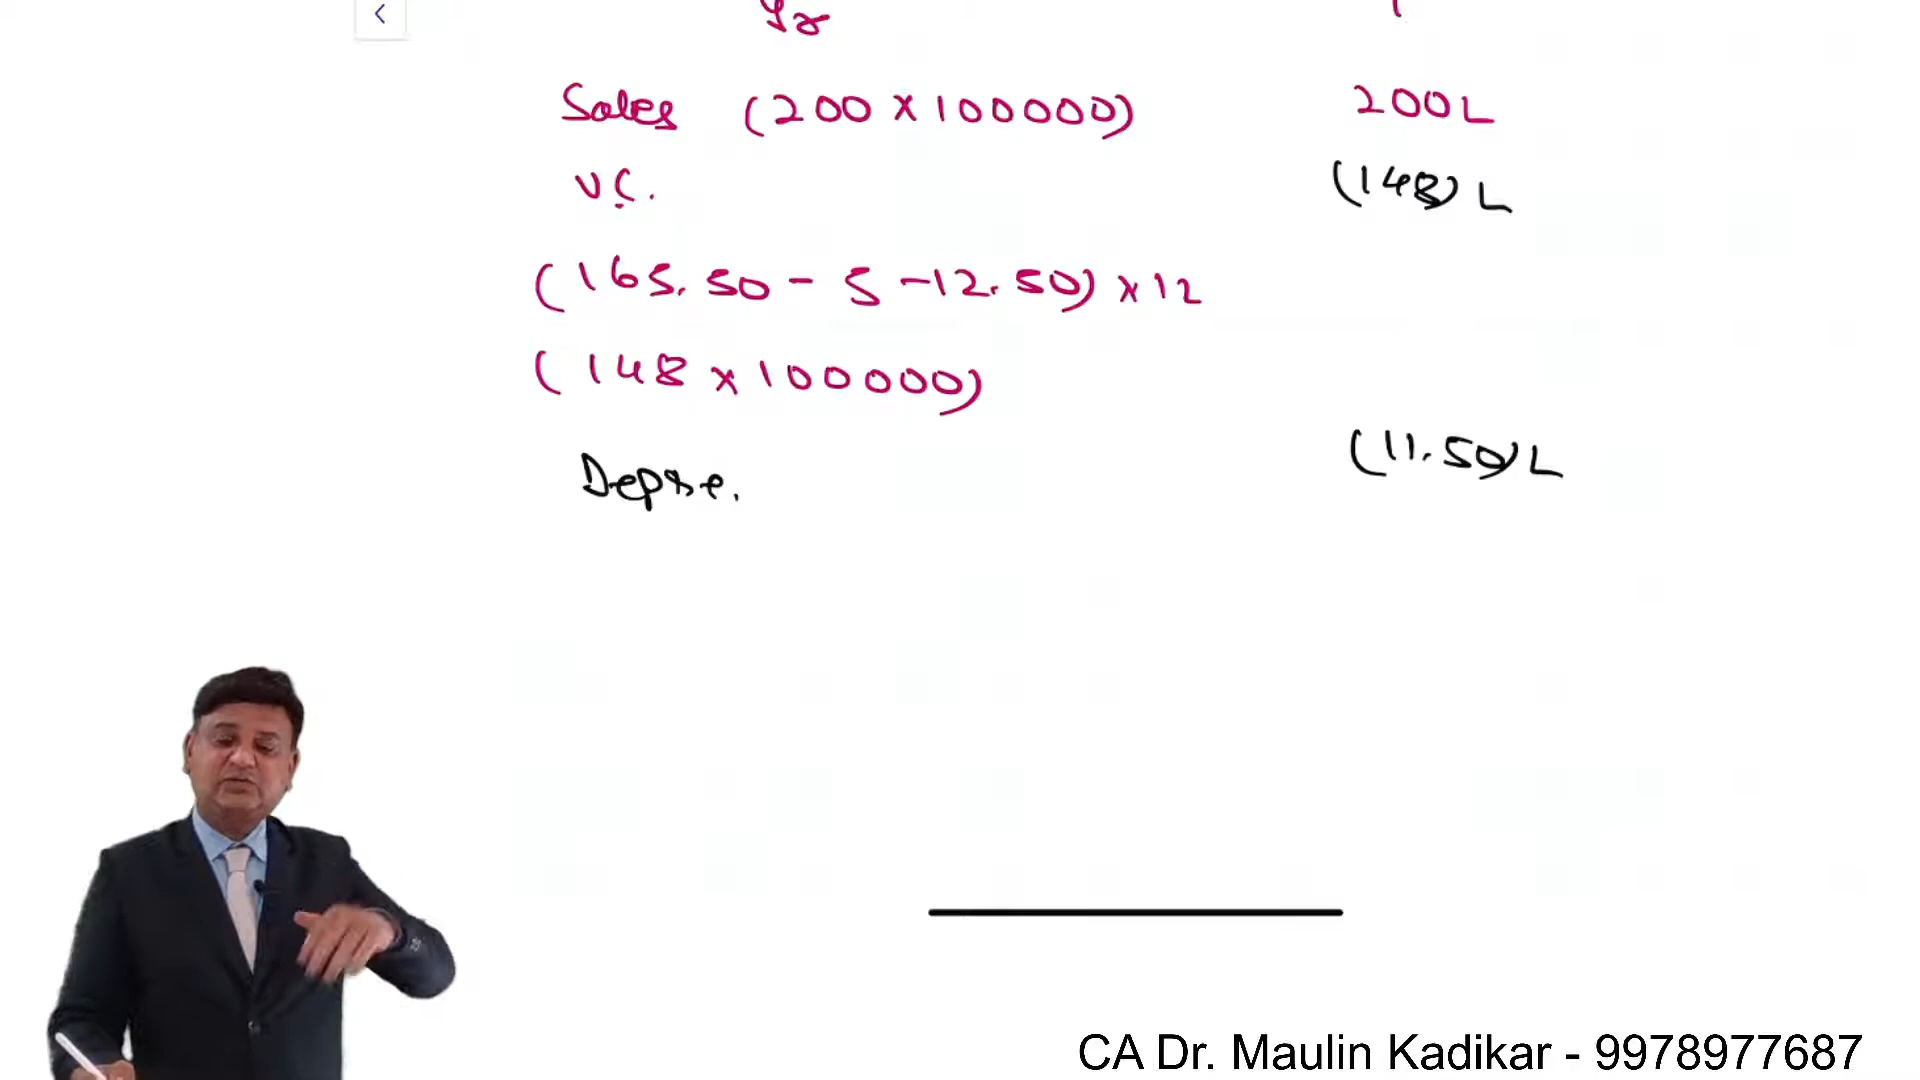 Yr
Sales (200 x 100000) 200L
V.C. (148) L
(165.50 - 5 - 12.50) x 12
(148 x 100000)
Depre. (11.50) L
CA Dr. Maulin Kadikar - 9978977687